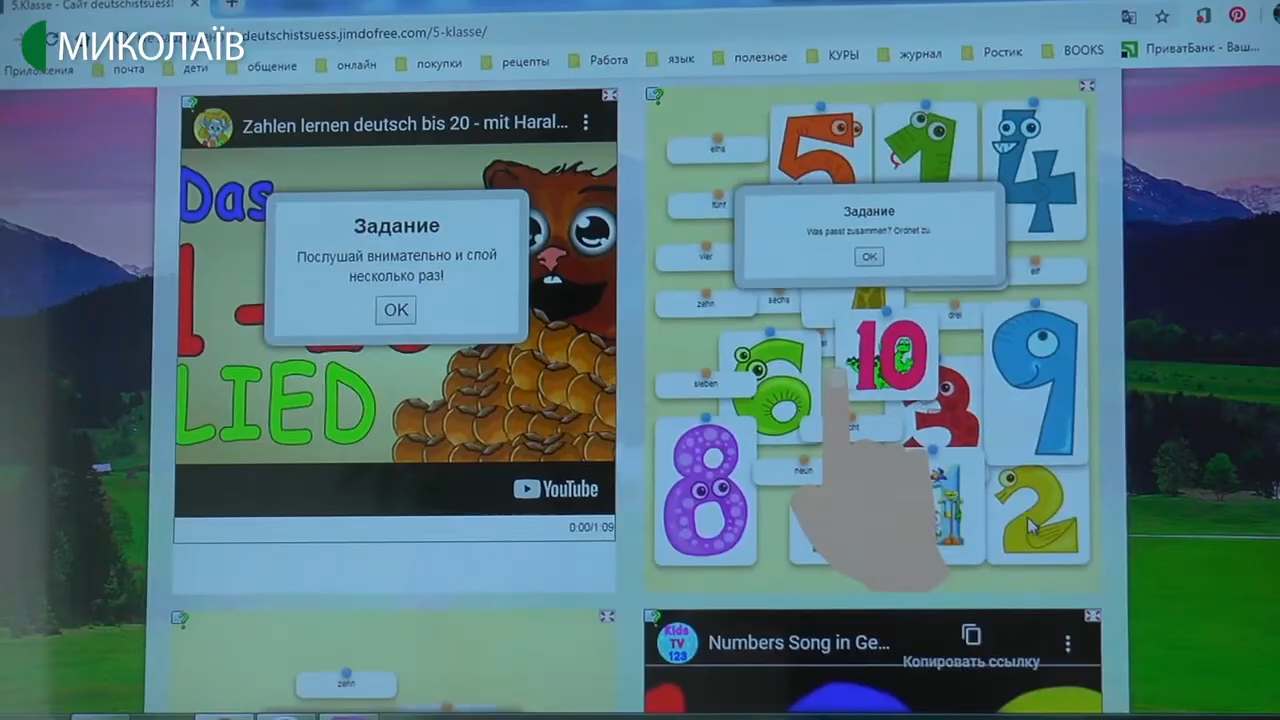 5.Klasse - Сайт deutschistsuess!
МИКОЛАЇВ
deutschistsuess.jimdofree.com/5-klasse/
Приложения почта дети общение онлайн покупки рецепты Работа язык полезное КУРЫ журнал Ростик BOOKS ПриватБанк - Ваш...
Zahlen lernen deutsch bis 20 - mit Haral...
Das
LIED
Задание
Послушай внимательно и спой
несколько раз!
OK
YouTube
0:00/1:09
5 1 4
eins
fünf
vier
zehn
sechs
Задание
Was passt zusammen? Ordnet zu.
OK
elf
drei
sieben
6 10 3 9
neun
8 2
zehn
Kids
TV
123
Numbers Song in Ge...
Копировать ссылку